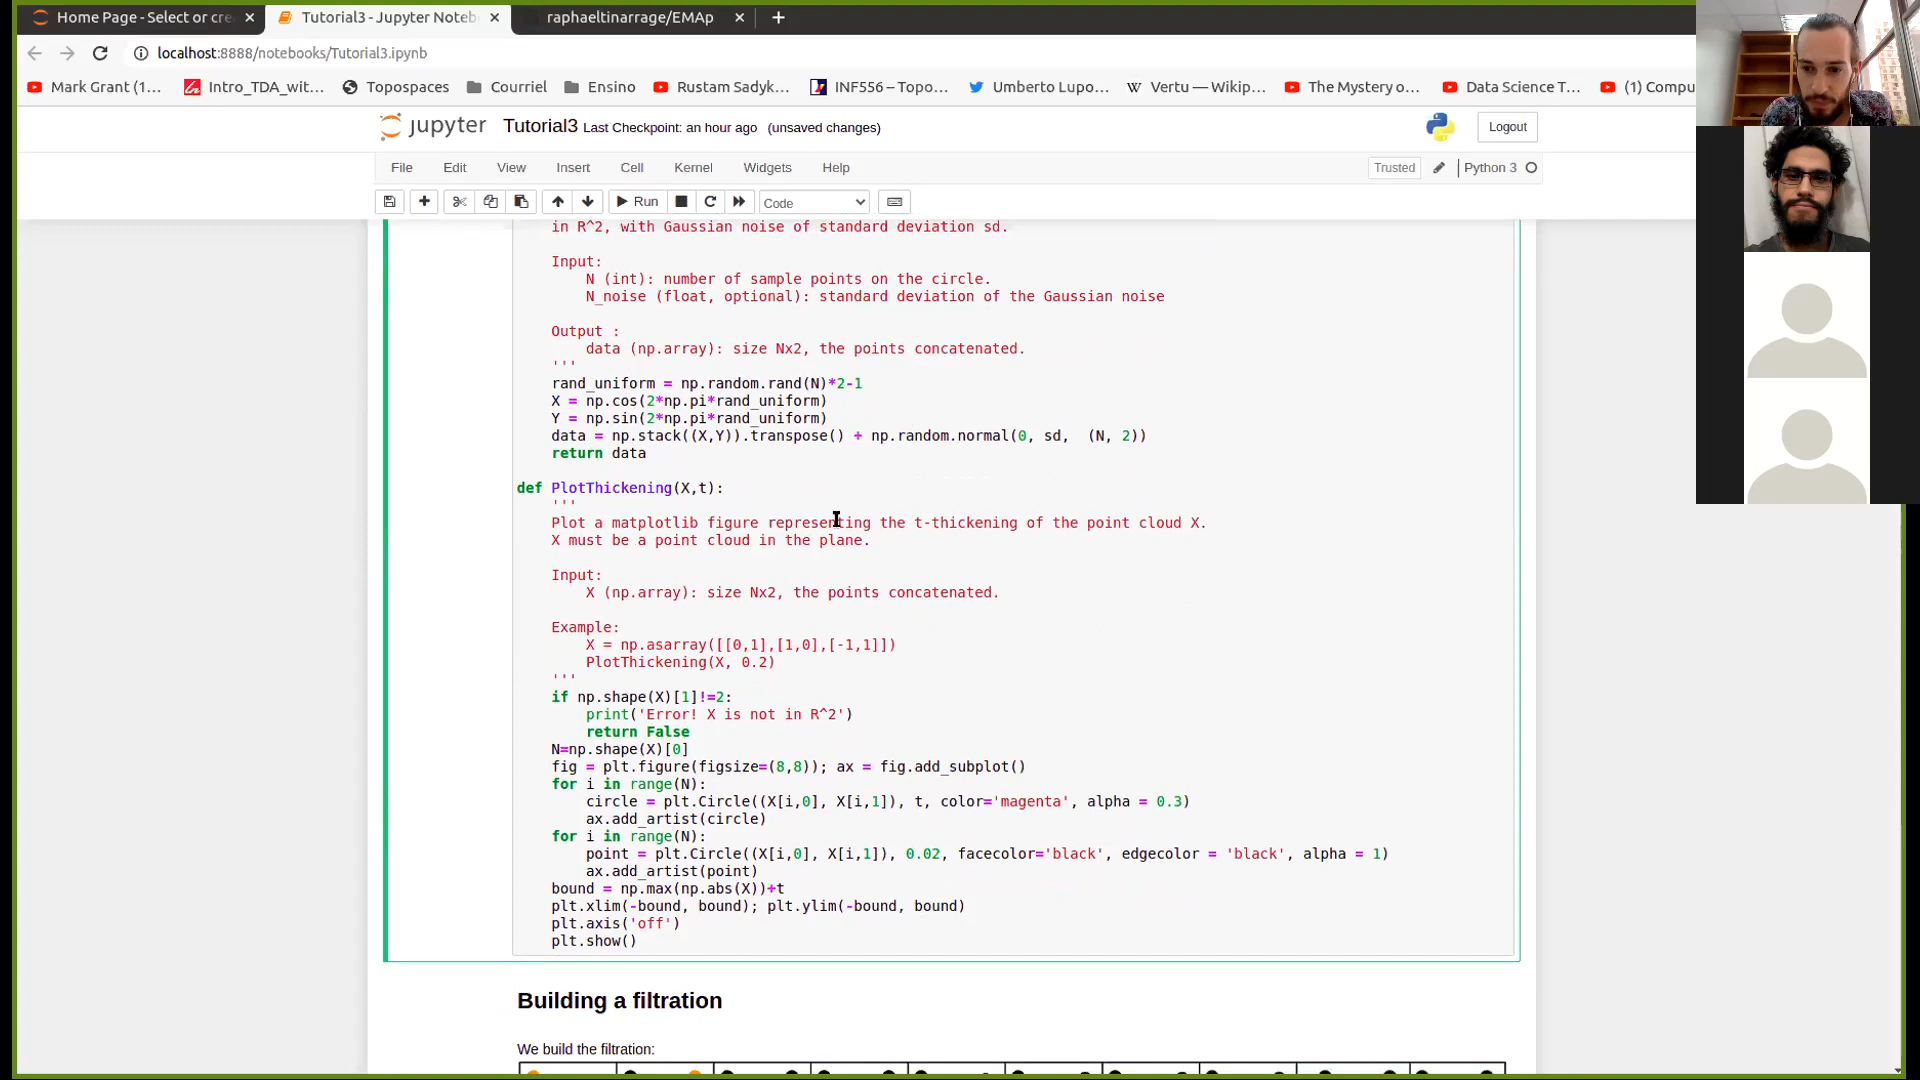 Home Page - Select or cre
Tutorial3 - Jupyter Noteb
raphaeltinarrage/EMAp
localhost:8888/notebooks/Tutorial3.ipynb
Mark Grant (1... Intro_TDA_wit... Topospaces Courriel Ensino Rustam Sadyk... INF556 – Topo... Umberto Lupo... Vertu — Wikip... The Mystery o... Data Science T... (1) Compu
jupyter Tutorial3 Last Checkpoint: an hour ago (unsaved changes) Logout
File Edit View Insert Cell Kernel Widgets Help Trusted Python 3
Run Code
in R^2, with Gaussian noise of standard deviation sd.
Input:
N (int): number of sample points on the circle.
N_noise (float, optional): standard deviation of the Gaussian noise
Output :
data (np.array): size Nx2, the points concatenated.
'''
rand_uniform = np.random.rand(N)*2-1
X = np.cos(2*np.pi*rand_uniform)
Y = np.sin(2*np.pi*rand_uniform)
data = np.stack((X,Y)).transpose() + np.random.normal(0, sd,  (N, 2))
return data
def PlotThickening(X,t):
'''
Plot a matplotlib figure representing the t-thickening of the point cloud X.
X must be a point cloud in the plane.
Input:
X (np.array): size Nx2, the points concatenated.
Example:
X = np.asarray([[0,1],[1,0],[-1,1]])
PlotThickening(X, 0.2)
'''
if np.shape(X)[1]!=2:
print('Error! X is not in R^2')
return False
N=np.shape(X)[0]
fig = plt.figure(figsize=(8,8)); ax = fig.add_subplot()
for i in range(N):
circle = plt.Circle((X[i,0], X[i,1]), t, color='magenta', alpha = 0.3)
ax.add_artist(circle)
for i in range(N):
point = plt.Circle((X[i,0], X[i,1]), 0.02, facecolor='black', edgecolor = 'black', alpha = 1)
ax.add_artist(point)
bound = np.max(np.abs(X))+t
plt.xlim(-bound, bound); plt.ylim(-bound, bound)
plt.axis('off')
plt.show()
Building a filtration
We build the filtration: